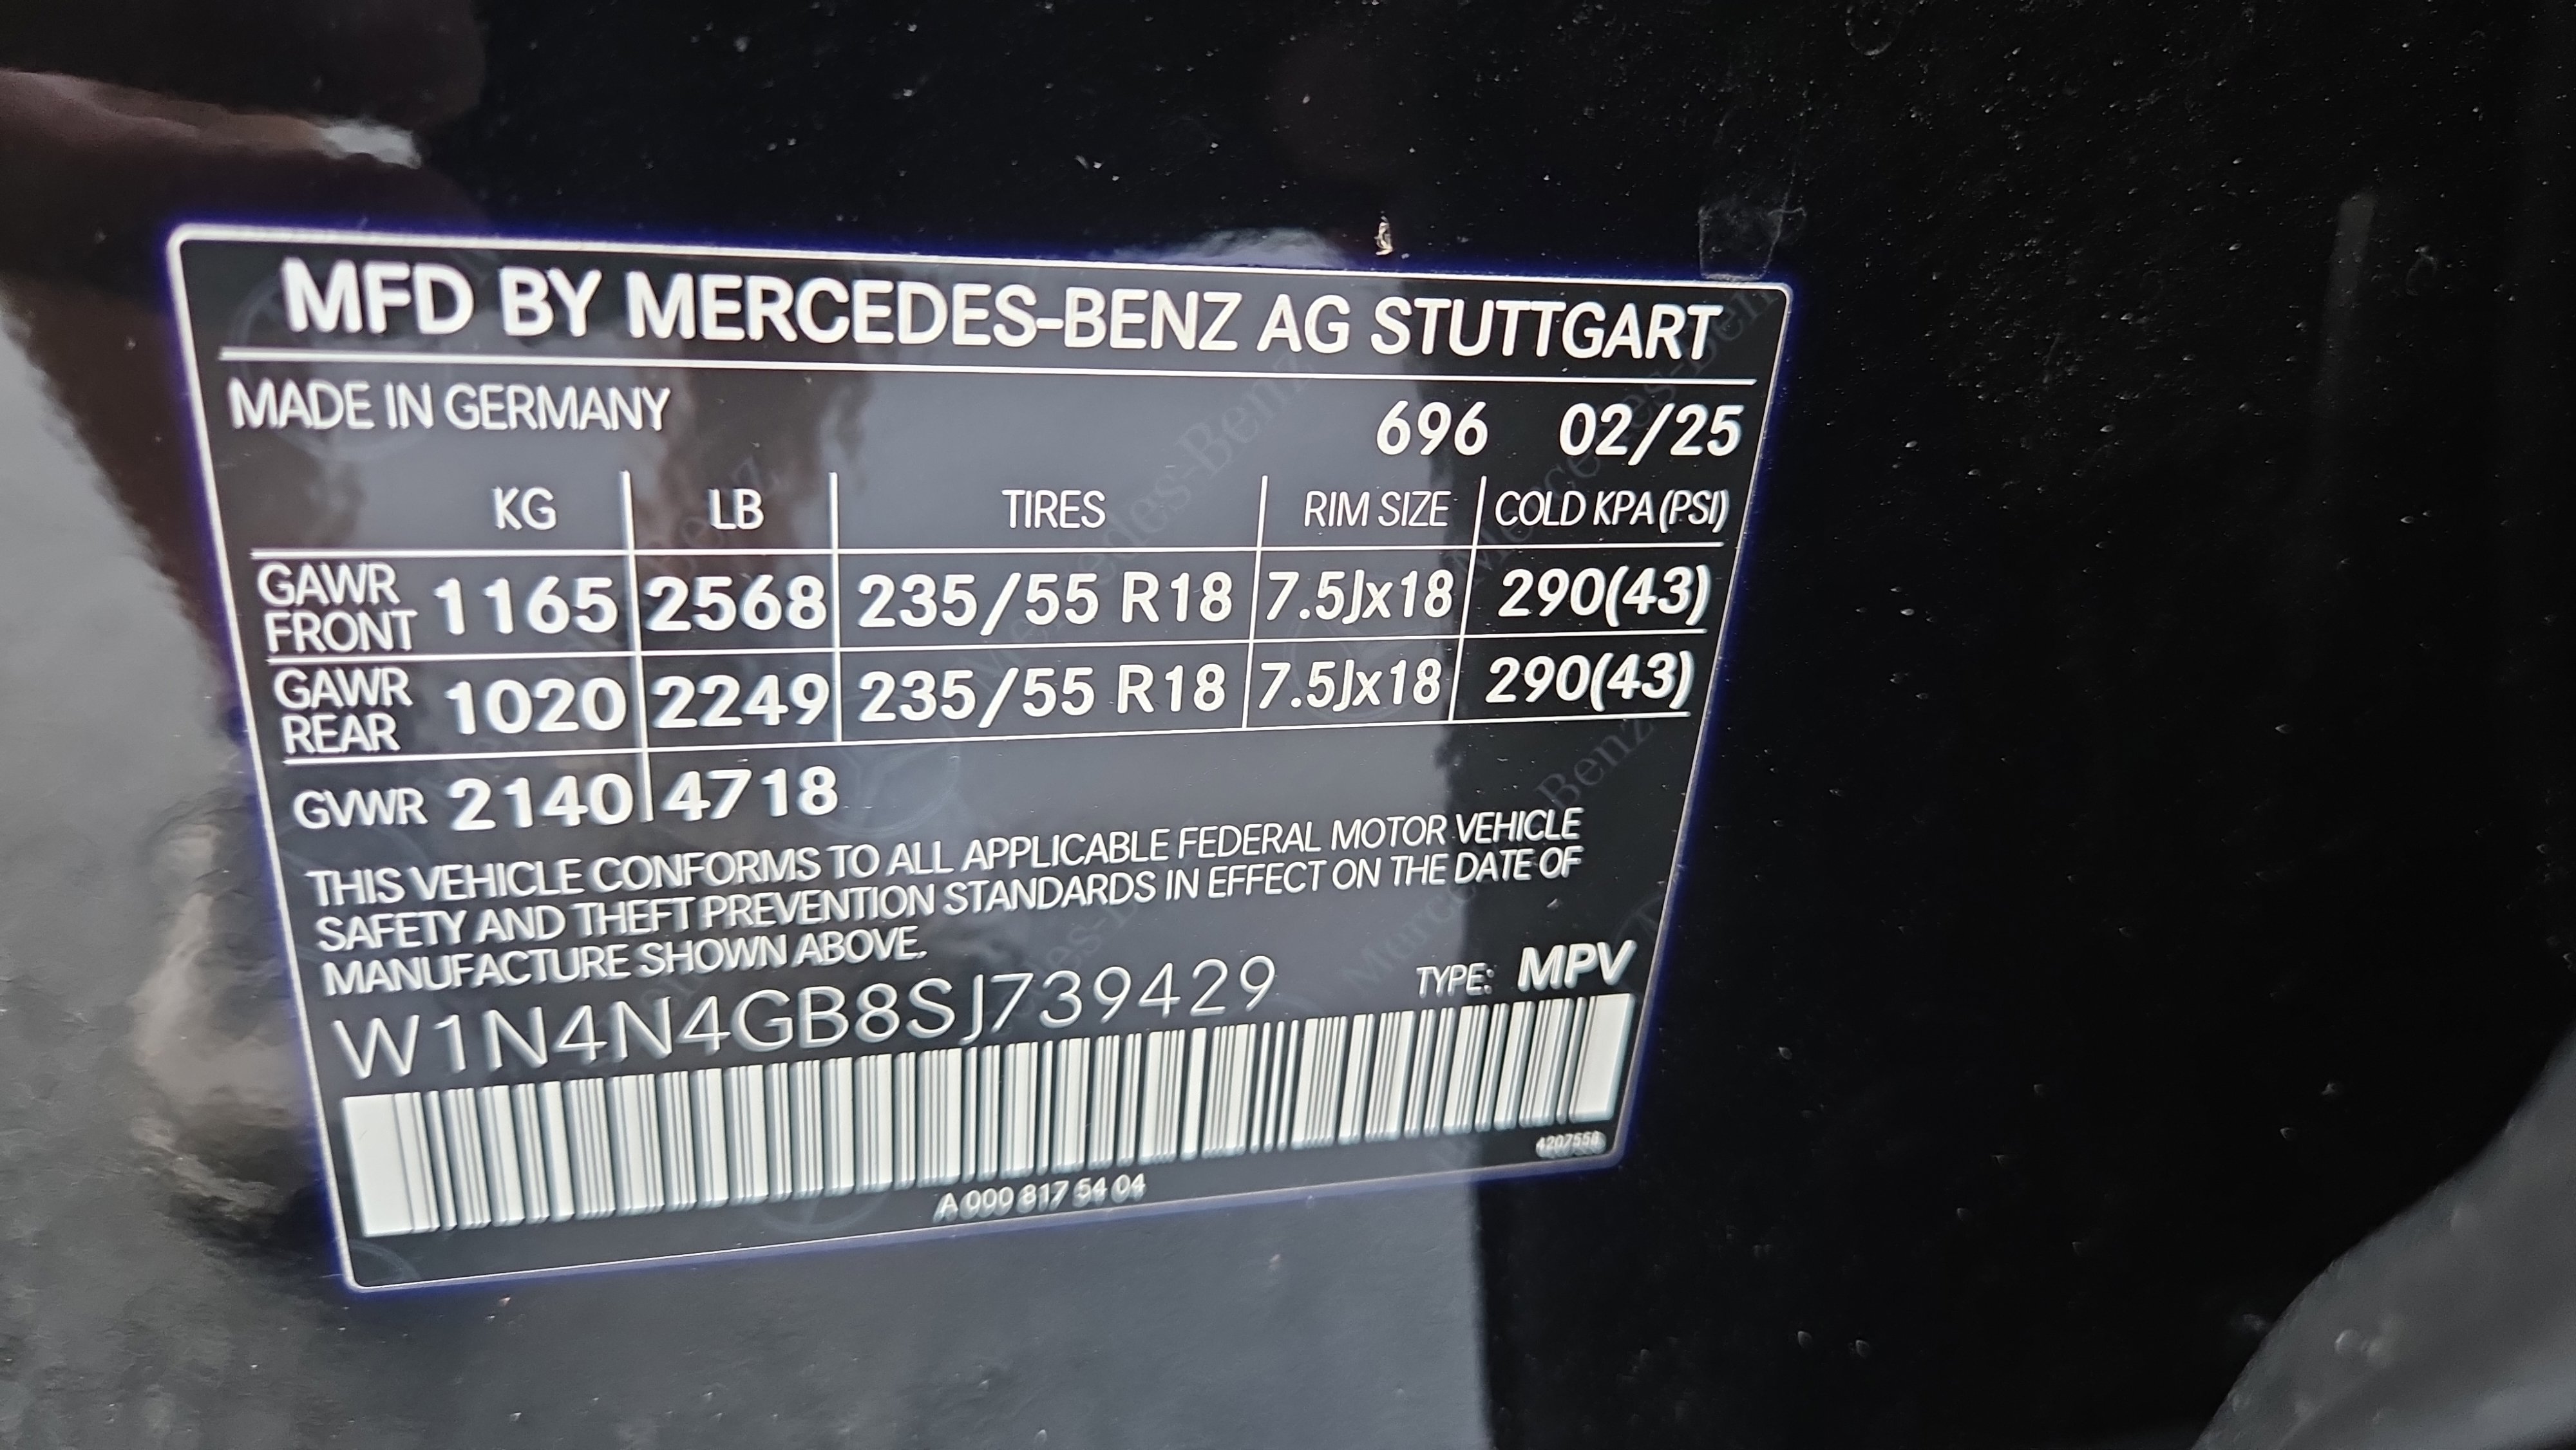 MFD BY MERCEDES-BENZ AG STUTTGART
MADE IN GERMANY 696 02/25
KG LB TIRES RIM SIZE COLD KPA (PSI)
GAWR FRONT 1165 2568 235/55 R18 7.5Jx18 290(43)
GAWR REAR 1020 2249 235/55 R18 7.5Jx18 290(43)
GVWR 2140 4718
THIS VEHICLE CONFORMS TO ALL APPLICABLE FEDERAL MOTOR VEHICLE
SAFETY AND THEFT PREVENTION STANDARDS IN EFFECT ON THE DATE OF
MANUFACTURE SHOWN ABOVE.
W1N4N4GB8SJ739429 TYPE: MPV
4207558
A 000 817 54 04